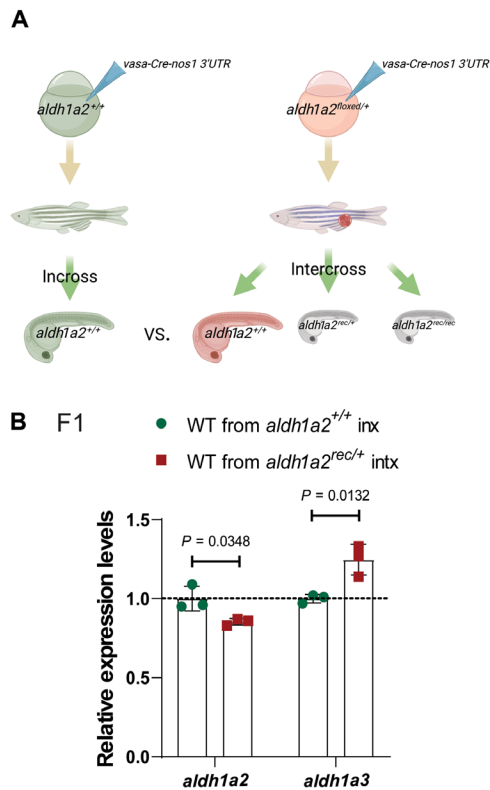 A
vasa-Cre-nos1 3'UTR
vasa-Cre-nos1 3'UTR
aldh1a2+/+
aldh1a2floxed/+
Incross
Intercross
aldh1a2+/+
VS.
aldh1a2+/+
aldh1a2rec/+
aldh1a2rec/rec
B F1
WT from aldh1a2+/+ inx
WT from aldh1a2rec/+ intx
P = 0.0132
P = 0.0348
Relative expression levels
1.5
1.0
0.5
0.0
aldh1a2
aldh1a3